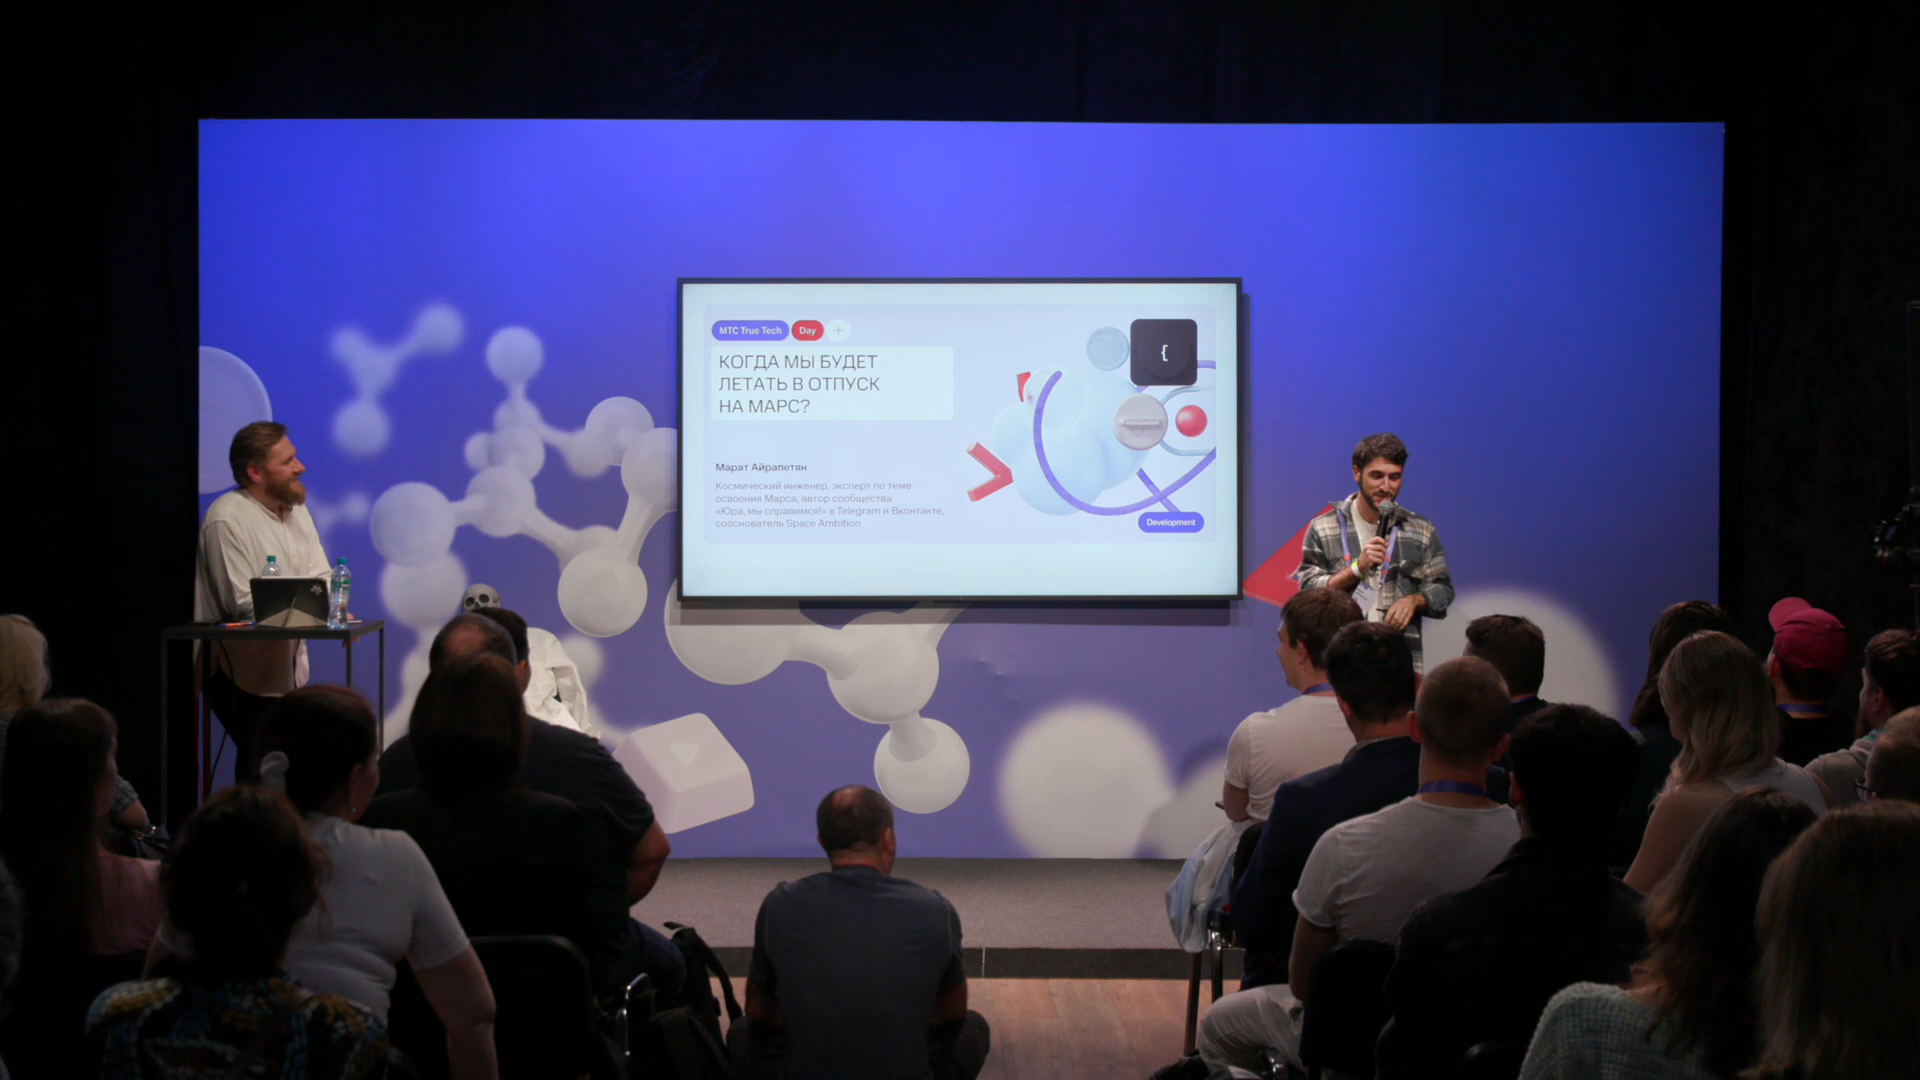 МТС True Tech Day +
КОГДА МЫ БУДЕТ
ЛЕТАТЬ В ОТПУСК
НА МАРС?
Марат Айрапетян
Космический инженер, эксперт по теме
освоения Марса, автор сообщества
«Юра, мы справимся!» в Telegram и Вконтакте,
сооснователь Space Ambition
{
Development